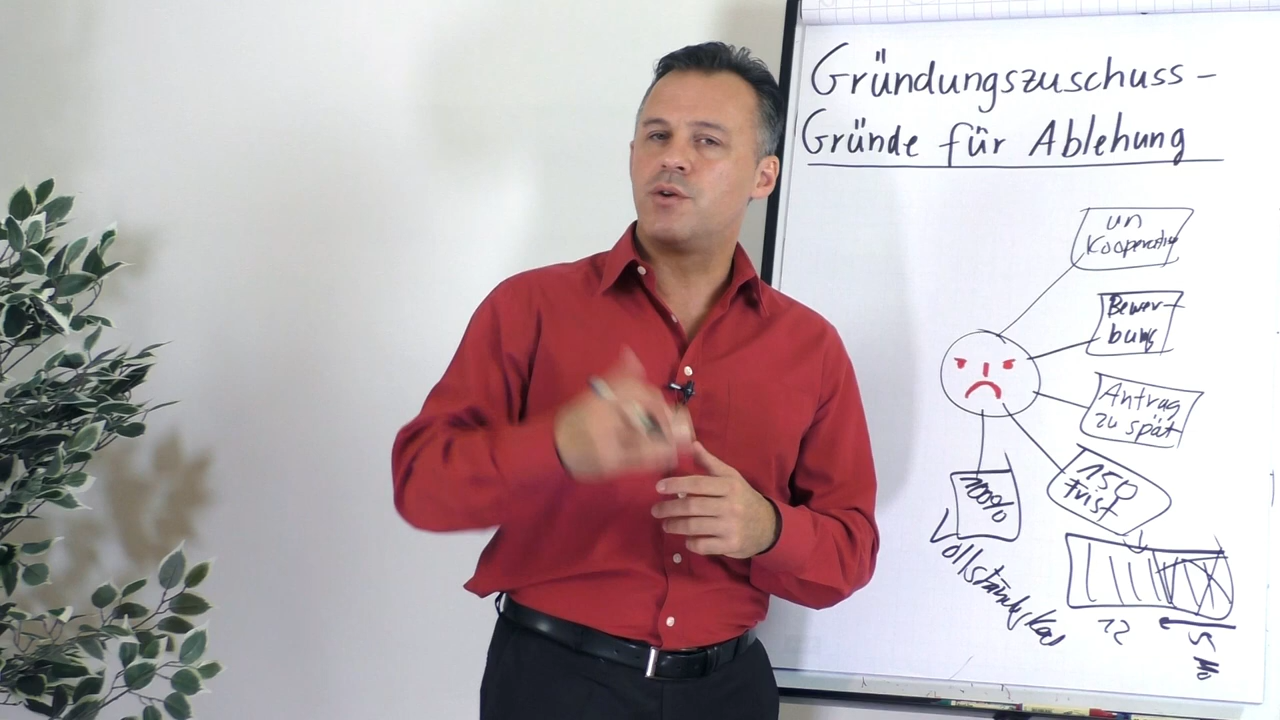 Gründungszuschuss -
Gründe für Ablehung
un
Kooperativ
Bewer-
bung
Antrag
zu spät
150
Frist
100%
Vollständigkeit
12
5 Mo